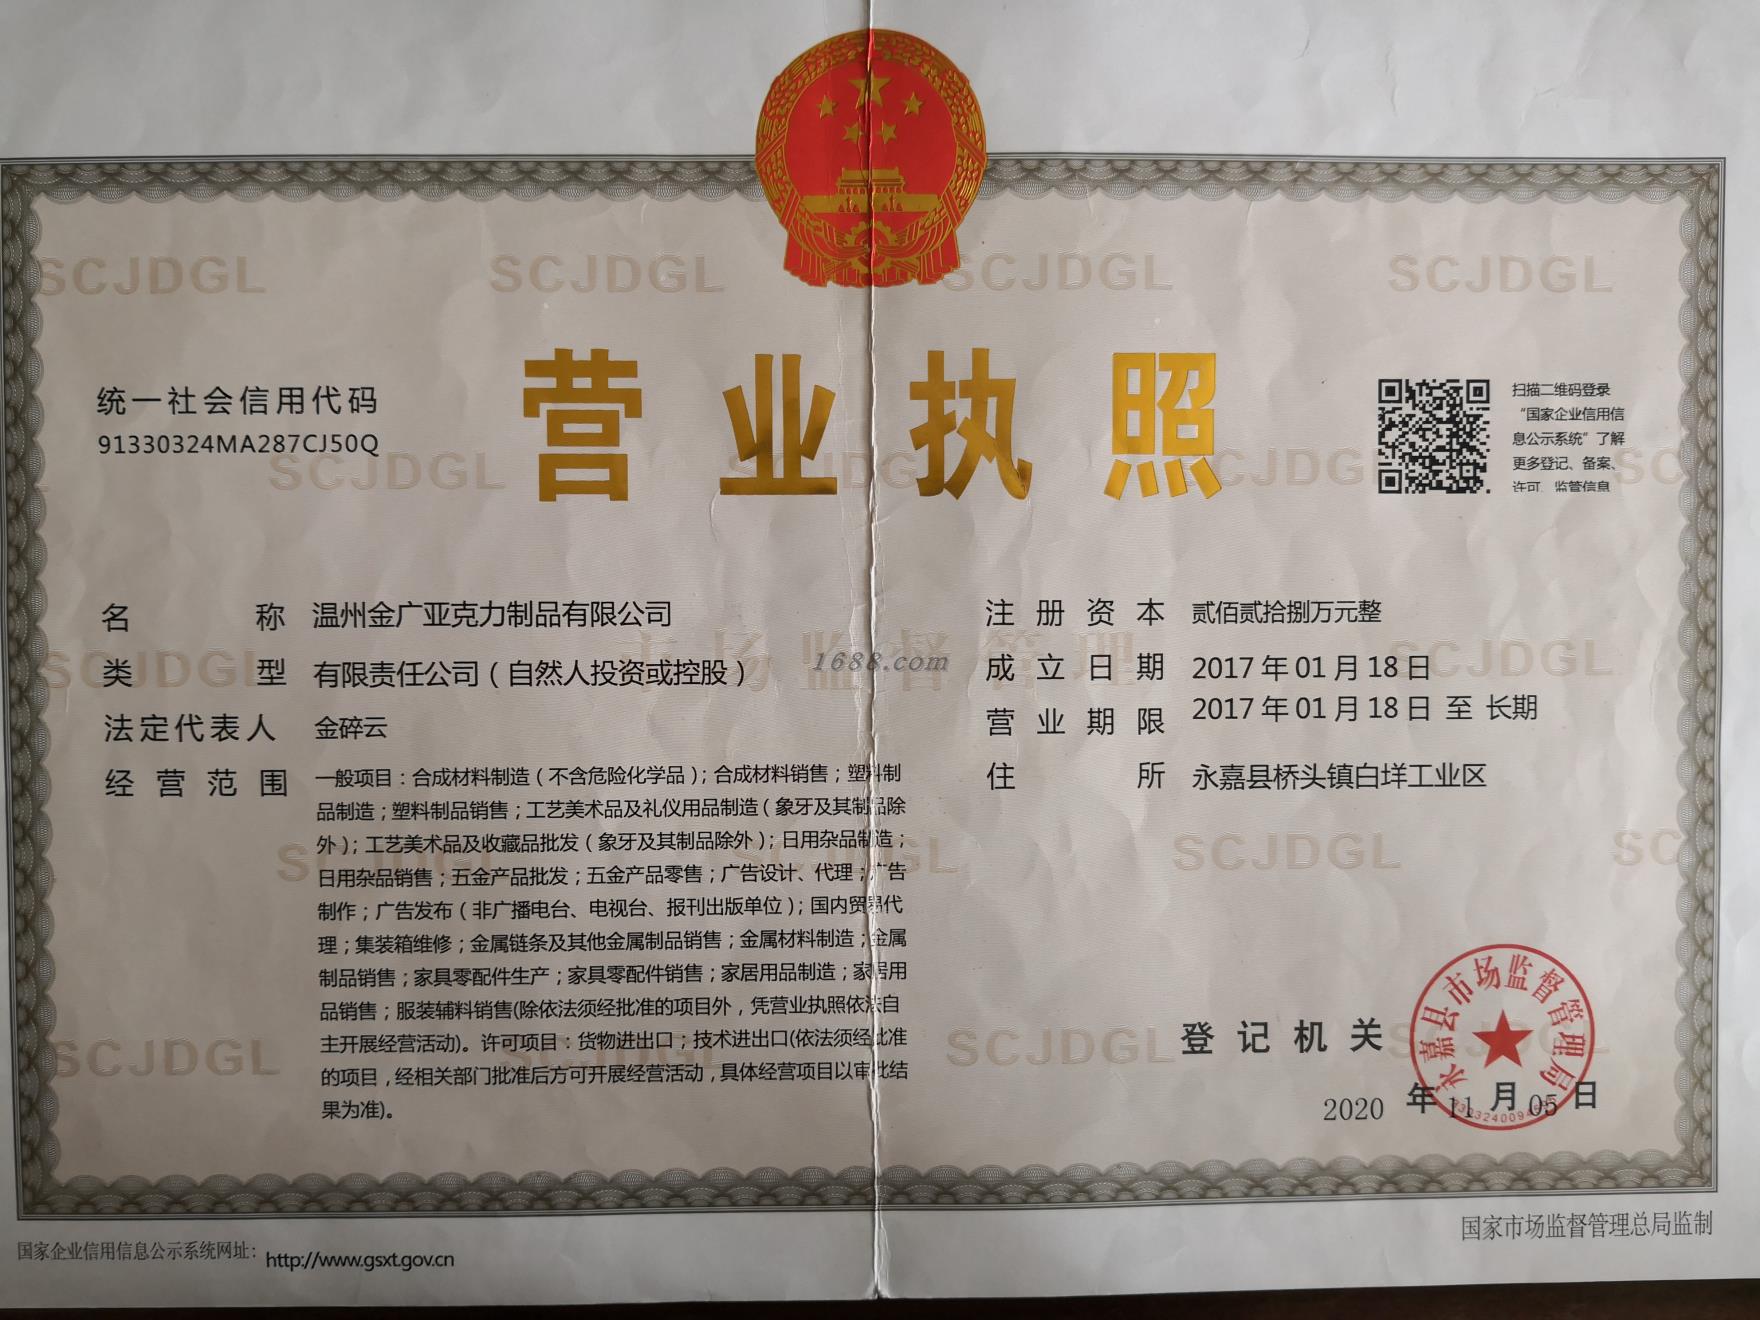 统一社会信用代码
91330324MA287CJ50Q
营业执照
扫描二维码登录
“国家企业信用信
息公示系统”了解
更多登记、备案、
许可、监管信息
名称 温州金广亚克力制品有限公司
类型 有限责任公司（自然人投资或控股）
法定代表人 金碎云
经营范围 一般项目：合成材料制造（不含危险化学品）；合成材料销售；塑料制
品制造；塑料制品销售；工艺美术品及礼仪用品制造（象牙及其制品除
外）；工艺美术品及收藏品批发（象牙及其制品除外）；日用杂品制造；
日用杂品销售；五金产品批发；五金产品零售；广告设计、代理；广告
制作；广告发布（非广播电台、电视台、报刊出版单位）；国内贸易代
理；集装箱维修；金属链条及其他金属制品销售；金属材料制造；金属
制品销售；家具零配件生产；家具零配件销售；家居用品制造；家居用
品销售；服装辅料销售(除依法须经批准的项目外，凭营业执照依法自
主开展经营活动)。许可项目：货物进出口；技术进出口(依法须经批准
的项目，经相关部门批准后方可开展经营活动，具体经营项目以审批结
果为准)。
注册资本 贰佰贰拾捌万元整
成立日期 2017年01月18日
营业期限 2017年01月18日至长期
住所 永嘉县桥头镇白垟工业区
登记机关
永嘉县市场监督管理局
2020年11月05日
国家企业信用信息公示系统网址：http://www.gsxt.gov.cn
国家市场监督管理总局监制
SCJDGL
市场监督管理
1688.com